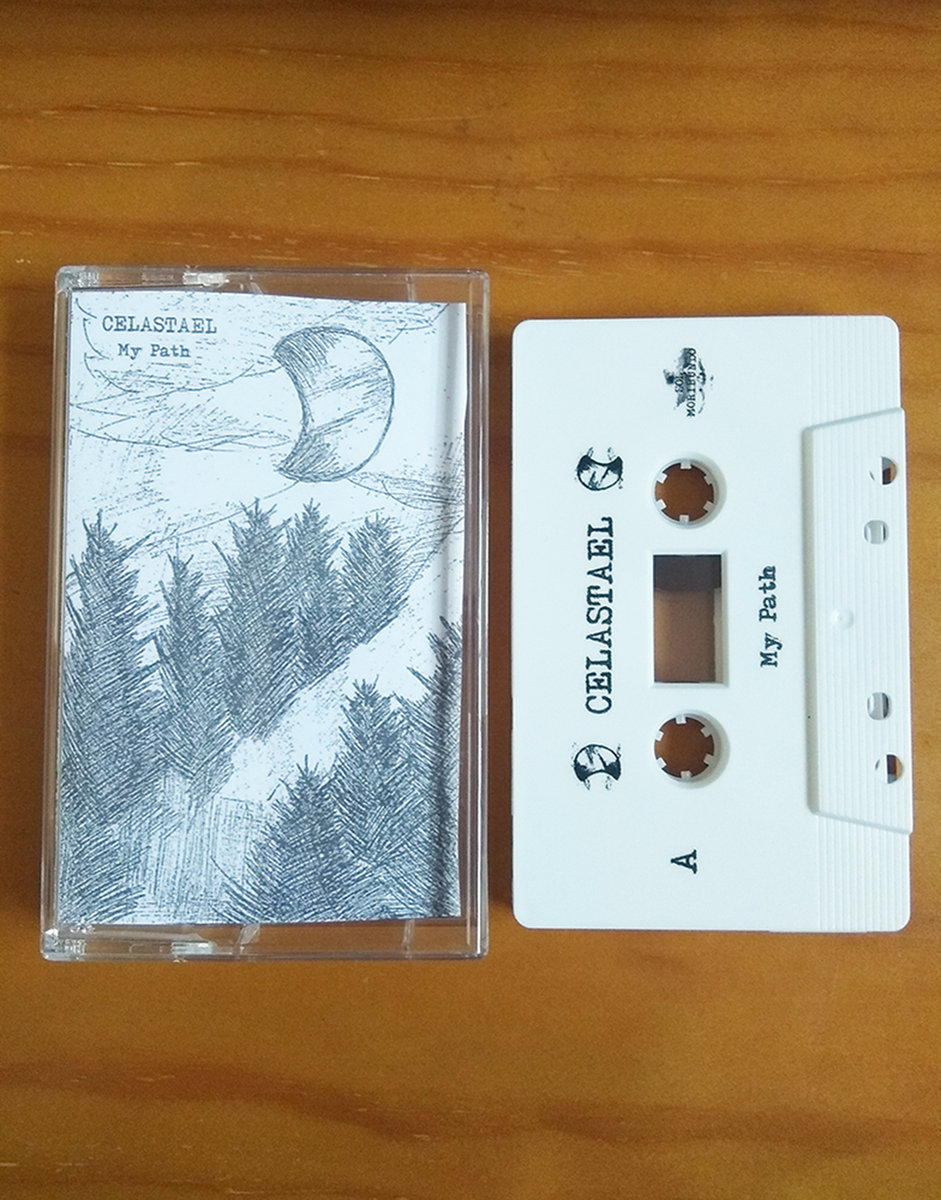 CELASTAEL
My Path
SOL
MORIBUNDO
CELASTAEL
My Path
A